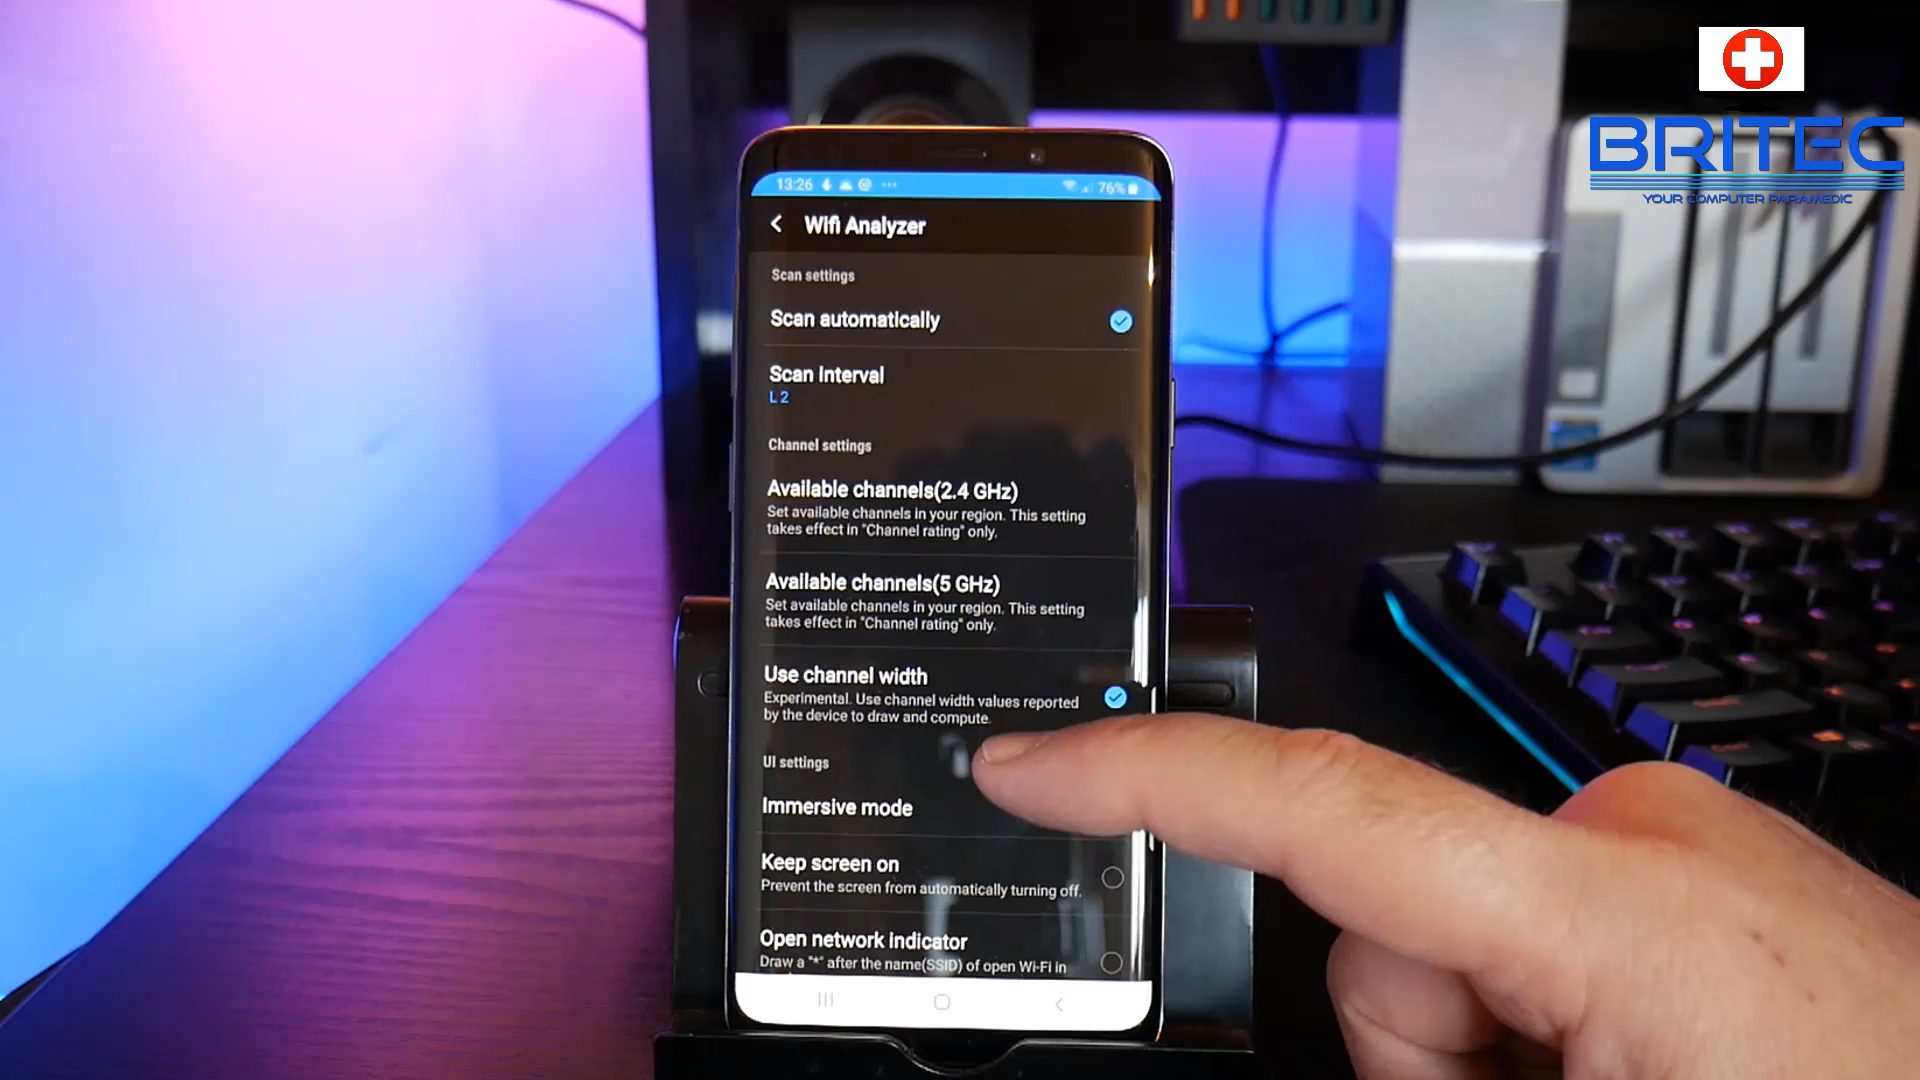 BRITEC
YOUR COMPUTER PARAMEDIC
13:26
76%
Wifi Analyzer
Scan settings
Scan automatically
Scan interval
L 2
Channel settings
Available channels(2.4 GHz)
Set available channels in your region. This setting
takes effect in "Channel rating" only.
Available channels(5 GHz)
Set available channels in your region. This setting
takes effect in "Channel rating" only.
Use channel width
Experimental. Use channel width values reported
by the device to draw and compute.
UI settings
Immersive mode
Keep screen on
Prevent the screen from automatically turning off.
Open network indicator
Draw a "*" after the name(SSID) of open Wi-Fi in